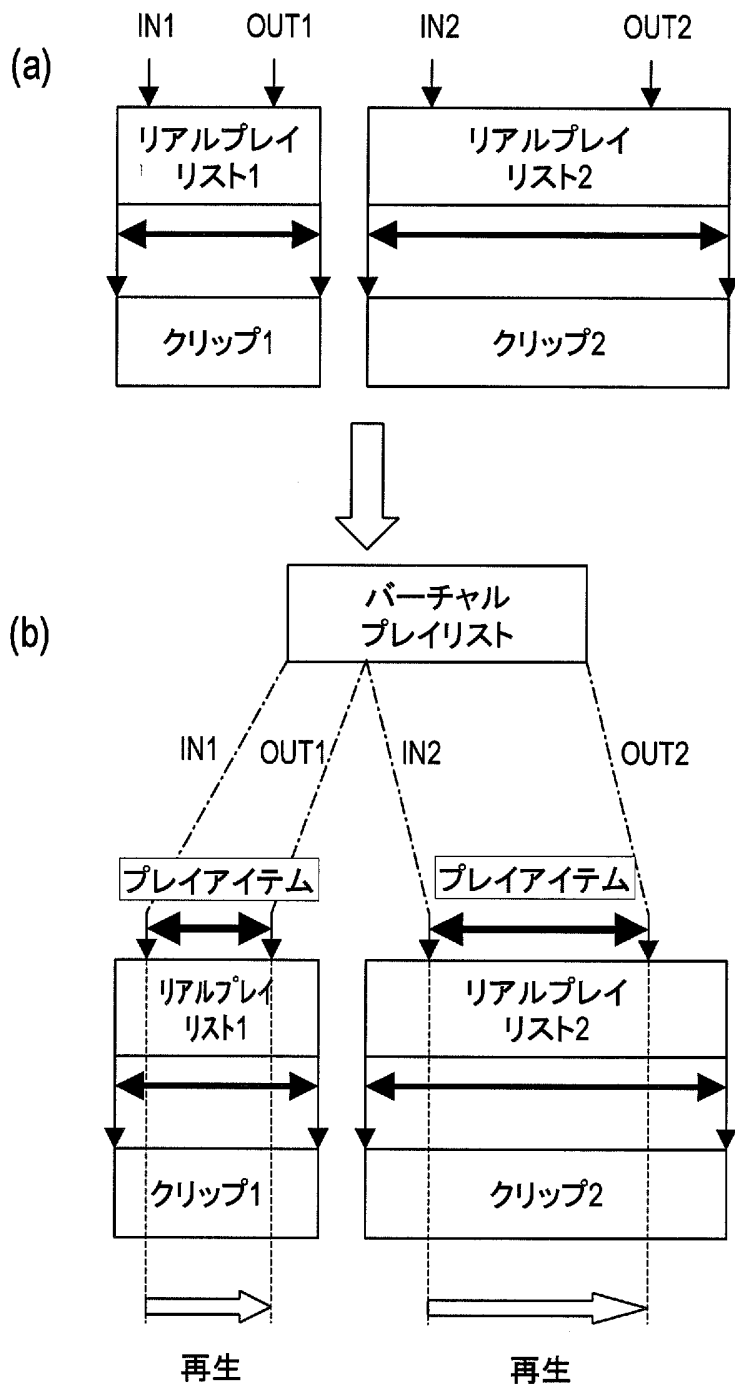 IN1 OUT1 IN2 OUT2
(a)
リアルプレイ
リスト1
リアルプレイ
リスト2
クリップ1
クリップ2
バーチャル
プレイリスト
(b)
IN1 OUT1 IN2 OUT2
プレイアイテム
プレイアイテム
リアルプレイ
リスト1
リアルプレイ
リスト2
クリップ1
クリップ2
再生
再生